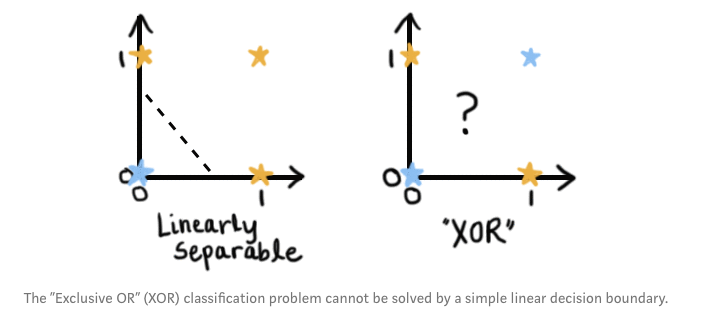 1
0
0
1
Linearly
Separable
1
?
0
0
1
"XOR"
The "Exclusive OR" (XOR) classification problem cannot be solved by a simple linear decision boundary.